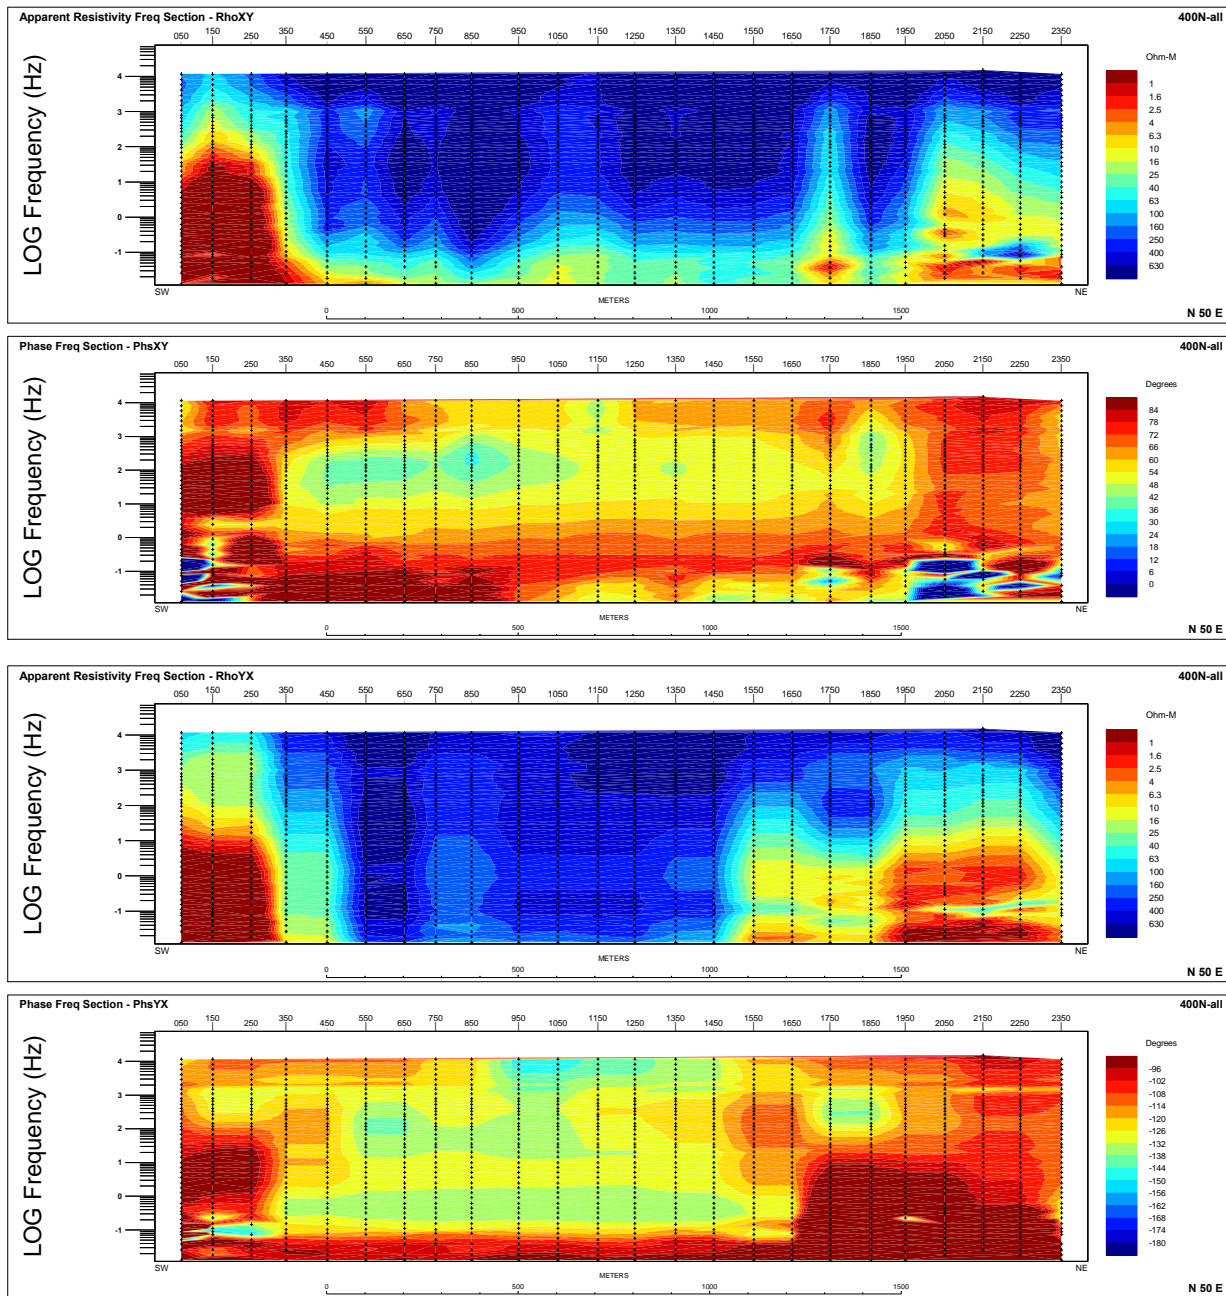 Apparent Resistivity Freq Section - RhoXY 400N-all
050 150 250 350 450 550 650 750 850 950 1050 1150 1250 1350 1450 1550 1650 1750 1850 1950 2050 2150 2250 2350
LOG Frequency (Hz)
4
3
2
1
0
-1
Ohm-M
1
1.6
2.5
4
6.3
10
16
25
40
63
100
160
250
400
630
SW NE
METERS
0 500 1000 1500
N 50 E
Phase Freq Section - PhsXY 400N-all
050 150 250 350 450 550 650 750 850 950 1050 1150 1250 1350 1450 1550 1650 1750 1850 1950 2050 2150 2250 2350
LOG Frequency (Hz)
4
3
2
1
0
-1
Degrees
84
78
72
66
60
54
48
42
36
30
24
18
12
6
0
SW NE
METERS
0 500 1000 1500
N 50 E
Apparent Resistivity Freq Section - RhoYX 400N-all
050 150 250 350 450 550 650 750 850 950 1050 1150 1250 1350 1450 1550 1650 1750 1850 1950 2050 2150 2250 2350
LOG Frequency (Hz)
4
3
2
1
0
-1
Ohm-M
1
1.6
2.5
4
6.3
10
16
25
40
63
100
160
250
400
630
SW NE
METERS
0 500 1000 1500
N 50 E
Phase Freq Section - PhsYX 400N-all
050 150 250 350 450 550 650 750 850 950 1050 1150 1250 1350 1450 1550 1650 1750 1850 1950 2050 2150 2250 2350
LOG Frequency (Hz)
4
3
2
1
0
-1
Degrees
-96
-102
-108
-114
-120
-126
-132
-138
-144
-150
-156
-162
-168
-174
-180
SW NE
METERS
0 500 1000 1500
N 50 E